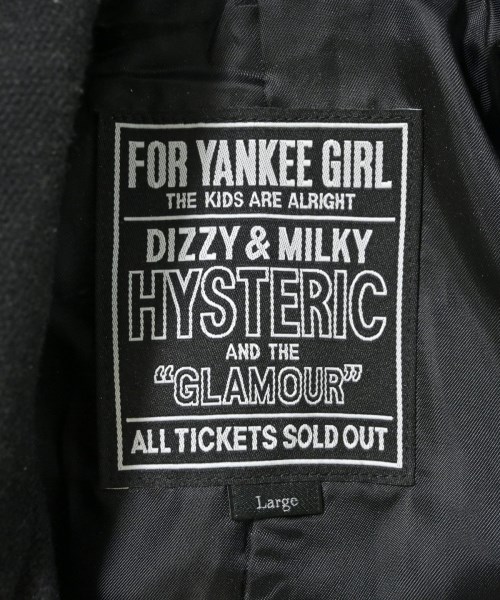 FOR YANKEE GIRL
THE KIDS ARE ALRIGHT
DIZZY & MILKY
HYSTERIC
AND THE
“GLAMOUR”
ALL TICKETS SOLD OUT
Large